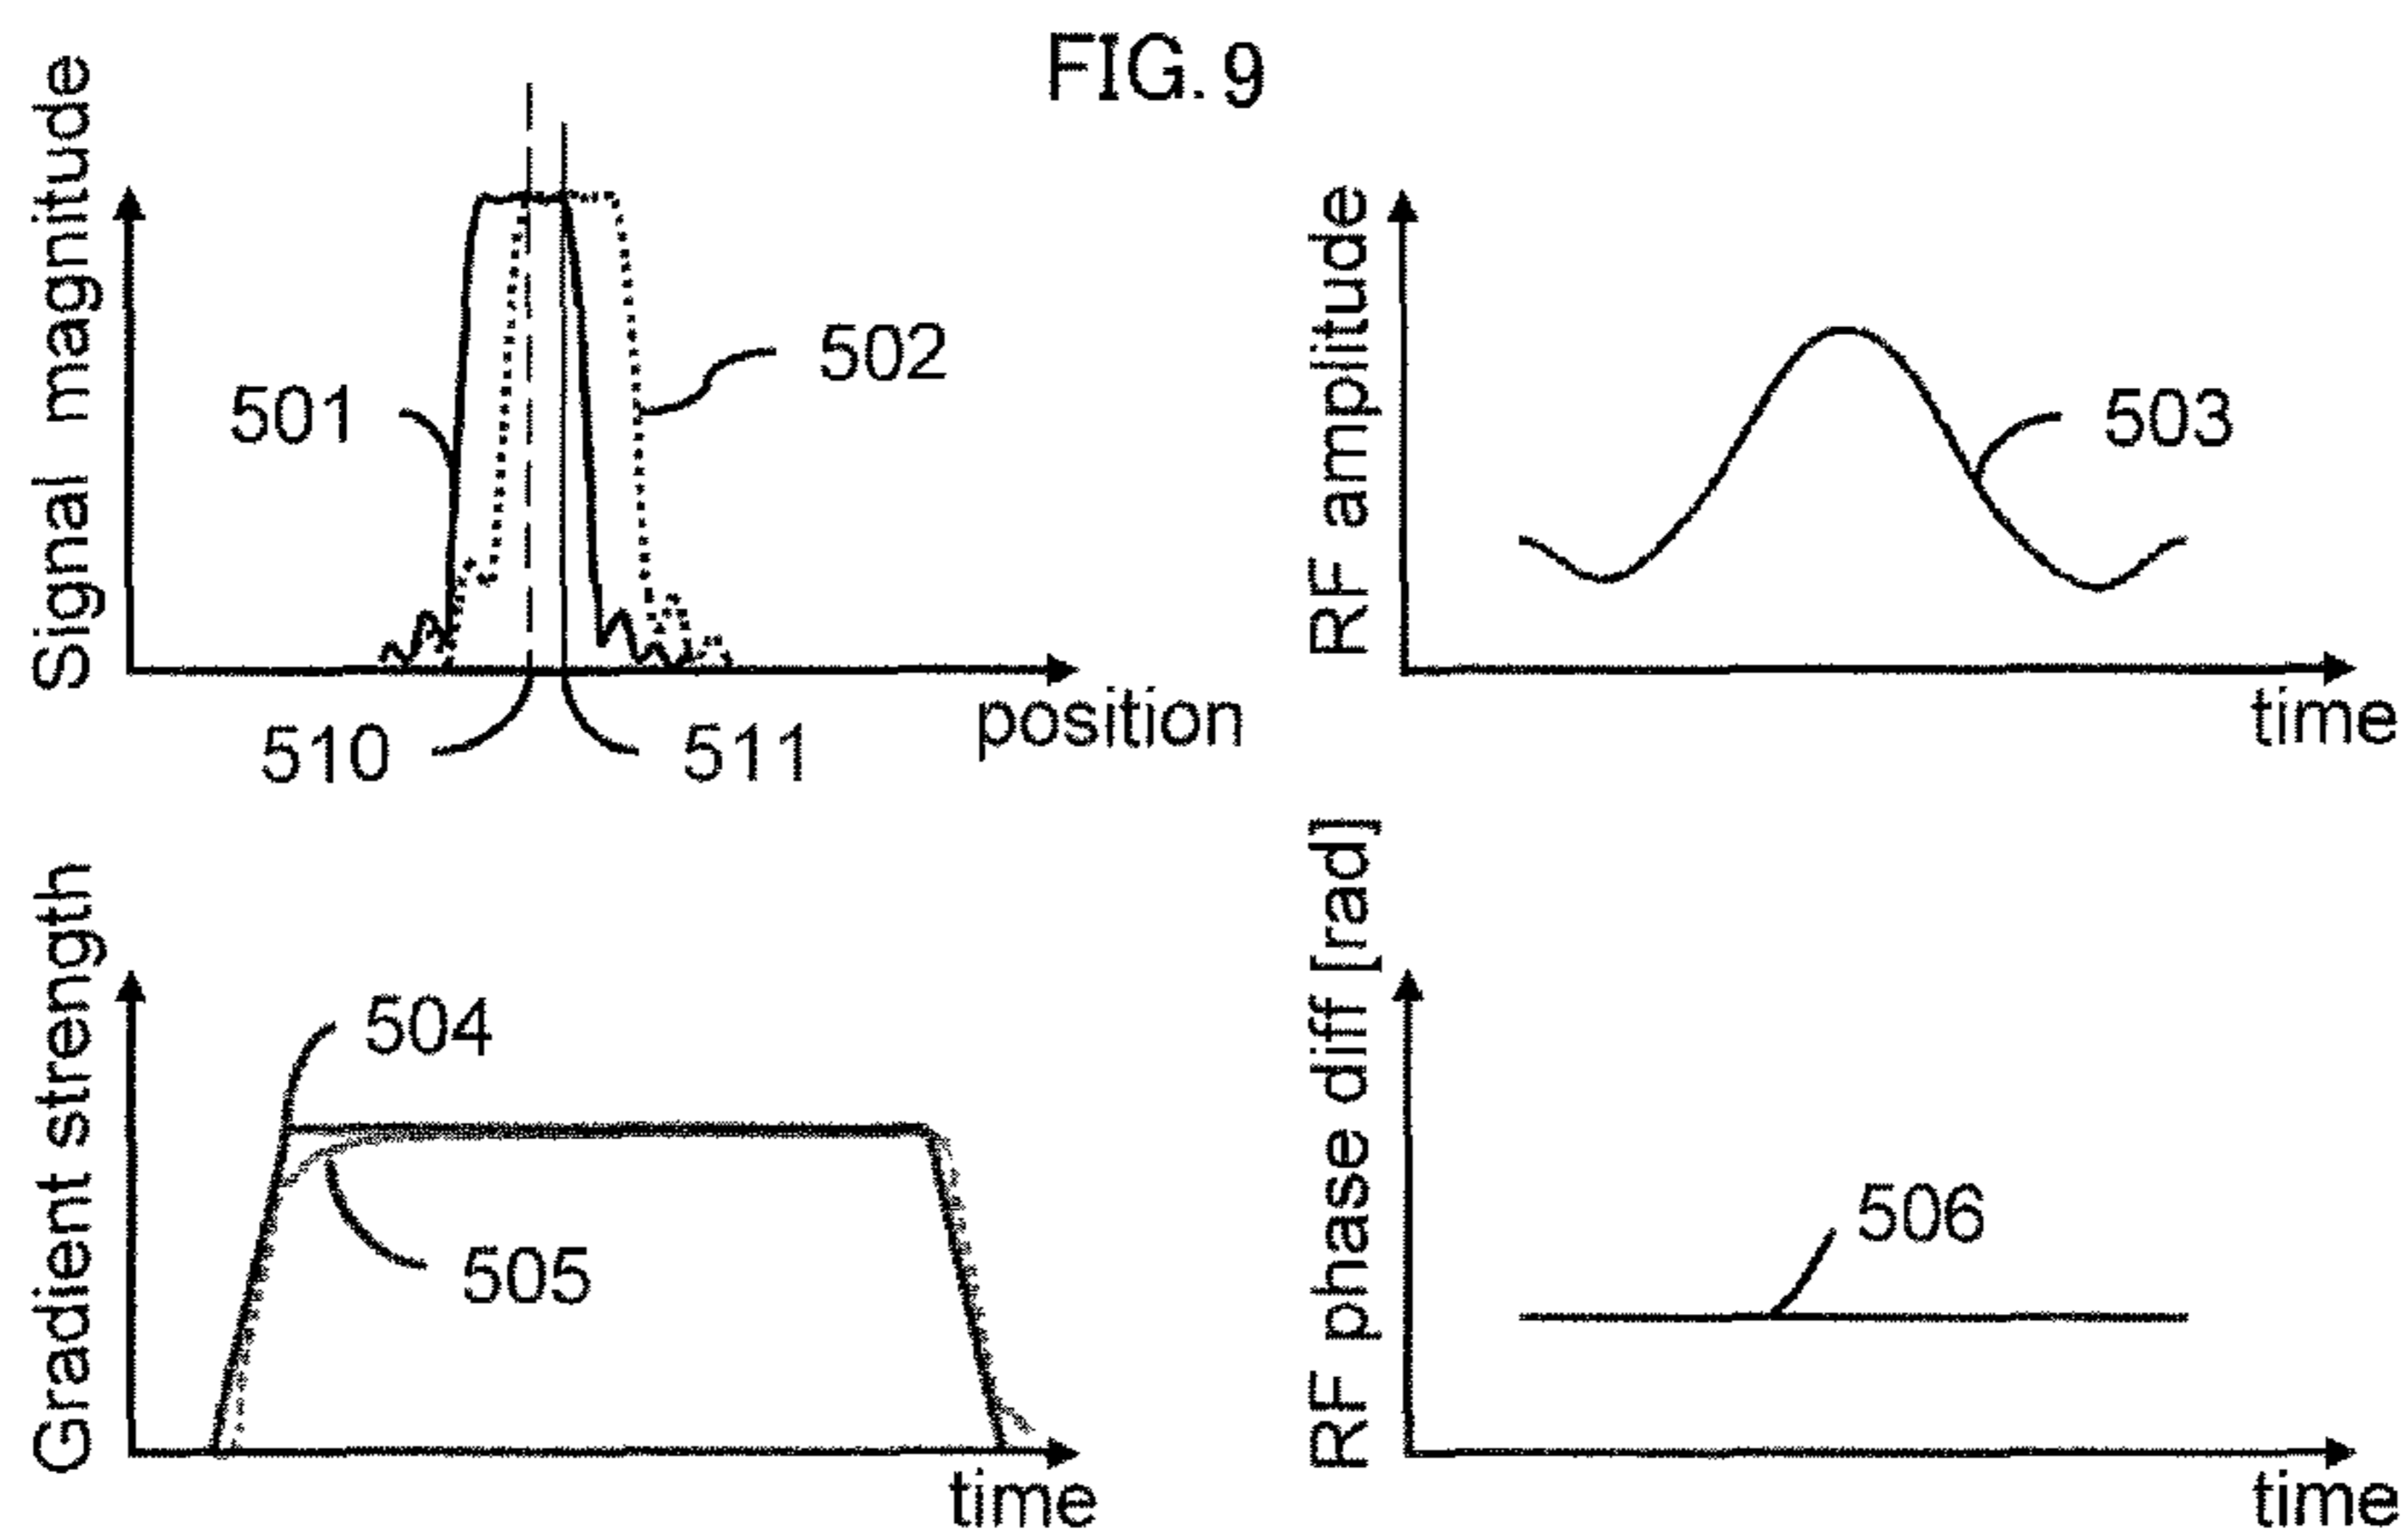 FIG. 9
Signal magnitude
501
502
510
511
position
RF amplitude
503
time
Gradient strength
504
505
time
RF phase diff [rad]
506
time